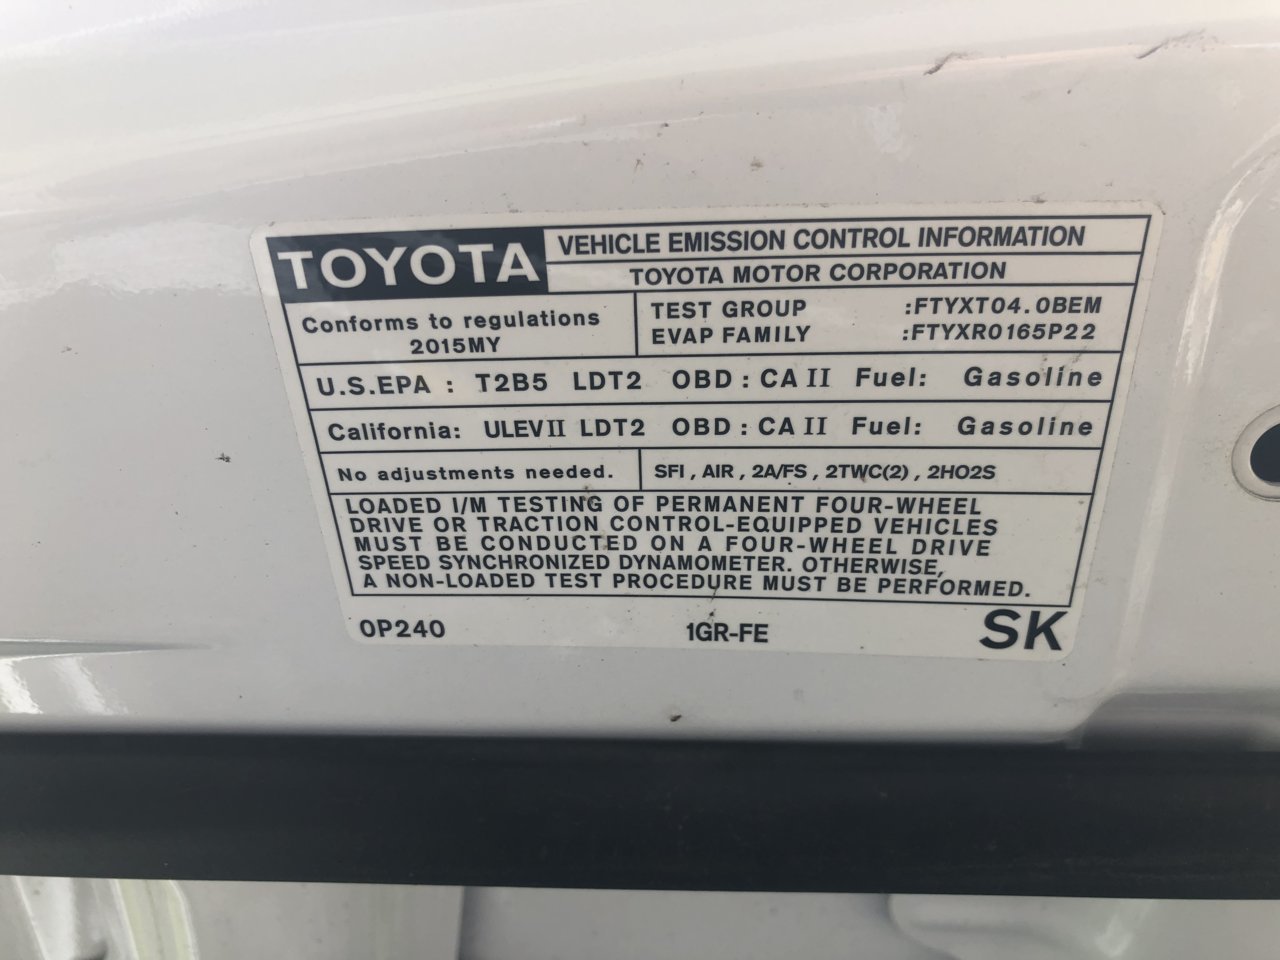 TOYOTA
VEHICLE EMISSION CONTROL INFORMATION
TOYOTA MOTOR CORPORATION
Conforms to regulations
2015MY
TEST GROUP :FTYXT04.0BEM
EVAP FAMILY :FTYXR0165P22
U.S.EPA : T2B5 LDT2 OBD : CA II Fuel: Gasoline
California: ULEVII LDT2 OBD : CA II Fuel: Gasoline
No adjustments needed.
SFI , AIR , 2A/FS , 2TWC(2) , 2HO2S
LOADED I/M TESTING OF PERMANENT FOUR-WHEEL
DRIVE OR TRACTION CONTROL-EQUIPPED VEHICLES
MUST BE CONDUCTED ON A FOUR-WHEEL DRIVE
SPEED SYNCHRONIZED DYNAMOMETER. OTHERWISE,
A NON-LOADED TEST PROCEDURE MUST BE PERFORMED.
0P240 1GR-FE SK